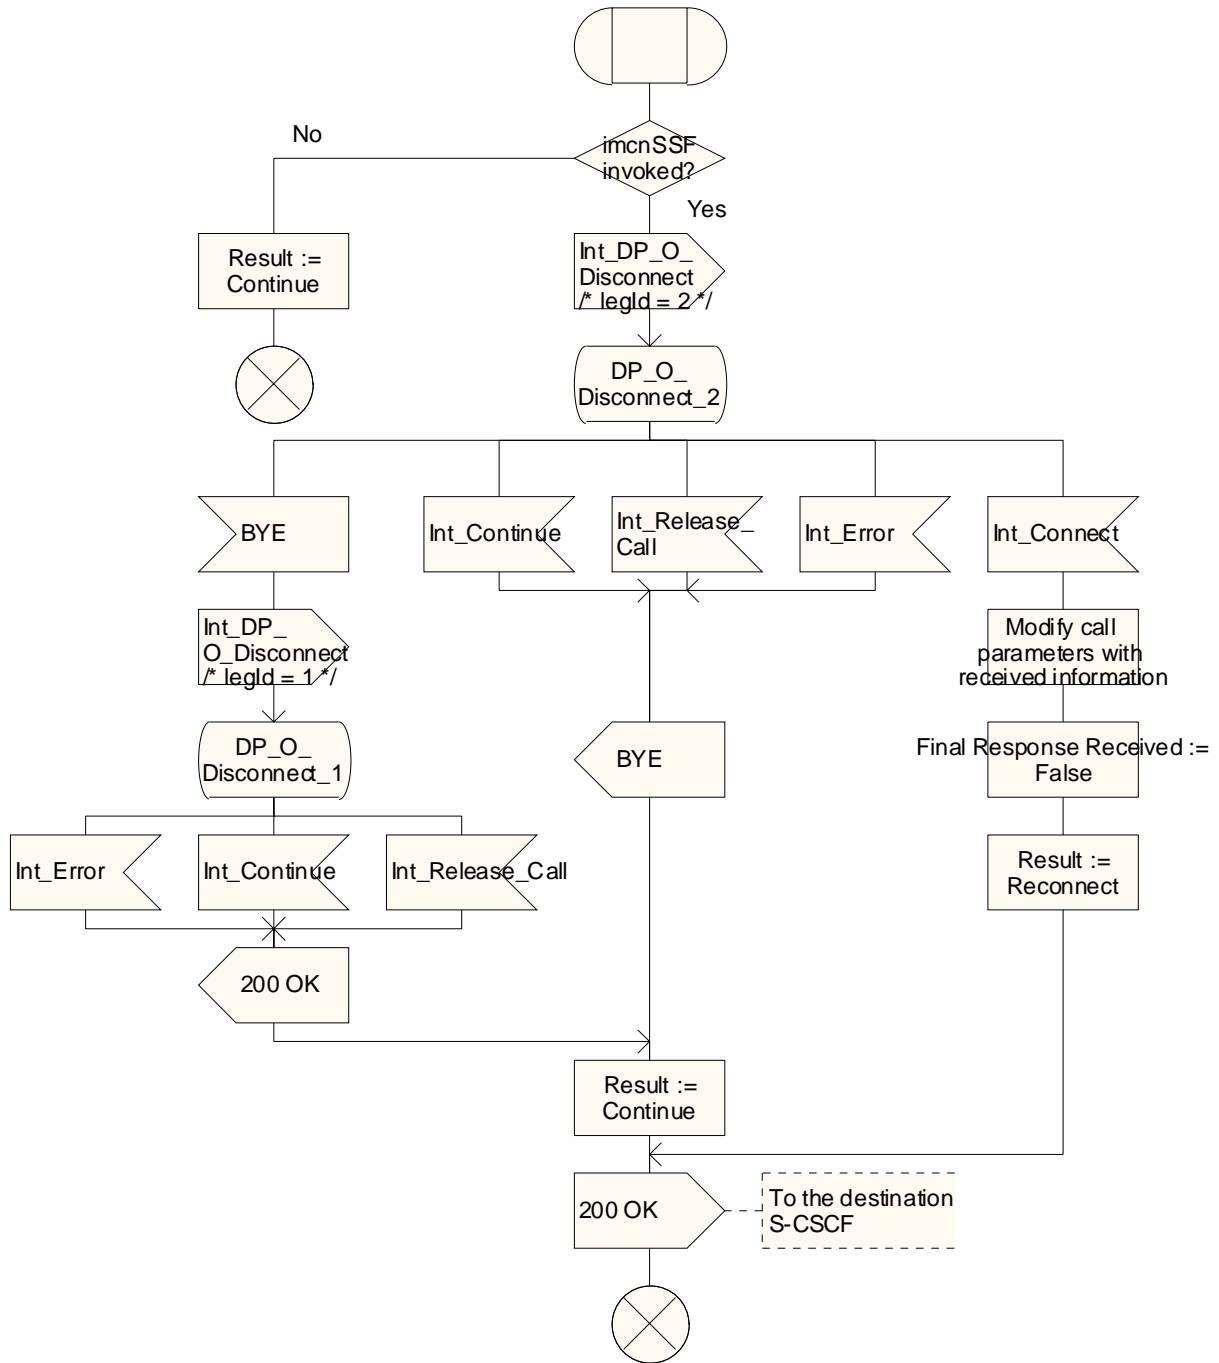 No
imcnSSF
invoked?
Yes
Result :=
Continue
Int_DP_O_
Disconnect
/* legId = 2 */
DP_O_
Disconnect_2
BYE
Int_Continue
Int_Release_
Call
Int_Error
Int_Connect
Int_DP_
O_Disconnect
/* legId = 1 */
Modify call
parameters with
received information
DP_O_
Disconnect_1
BYE
Final Response Received :=
False
Int_Error
Int_Continue
Int_Release_Call
Result :=
Reconnect
200 OK
Result :=
Continue
200 OK
To the destination
S-CSCF